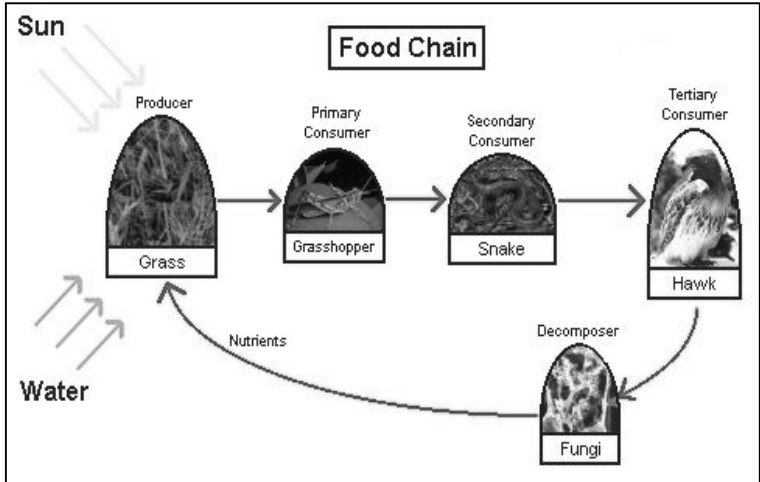 Sun
Food Chain
Producer
Primary
Consumer
Secondary
Consumer
Tertiary
Consumer
Grass
Grasshopper
Snake
Hawk
Nutrients
Decomposer
Water
Fungi